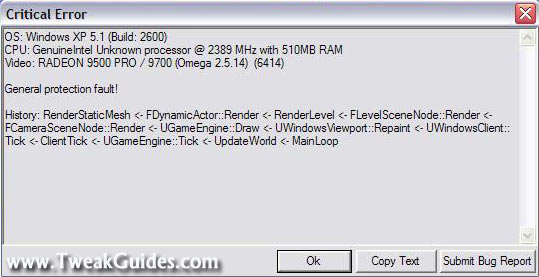 Critical Error
OS: Windows XP 5.1 (Build: 2600)
CPU: GenuineIntel Unknown processor @ 2389 MHz with 510MB RAM
Video: RADEON 9500 PRO / 9700 (Omega 2.5.14) (6414)
General protection fault!
History: RenderStaticMesh <- FDynamicActor::Render <- RenderLevel <- FLevelSceneNode::Render <-
FCameraSceneNode::Render <- UGameEngine::Draw <- UWindowsViewport::Repaint <- UWindowsClient::
Tick <- ClientTick <- UGameEngine::Tick <- UpdateWorld <- MainLoop
www.TweakGuides.com
Ok
Copy Text
Submit Bug Report